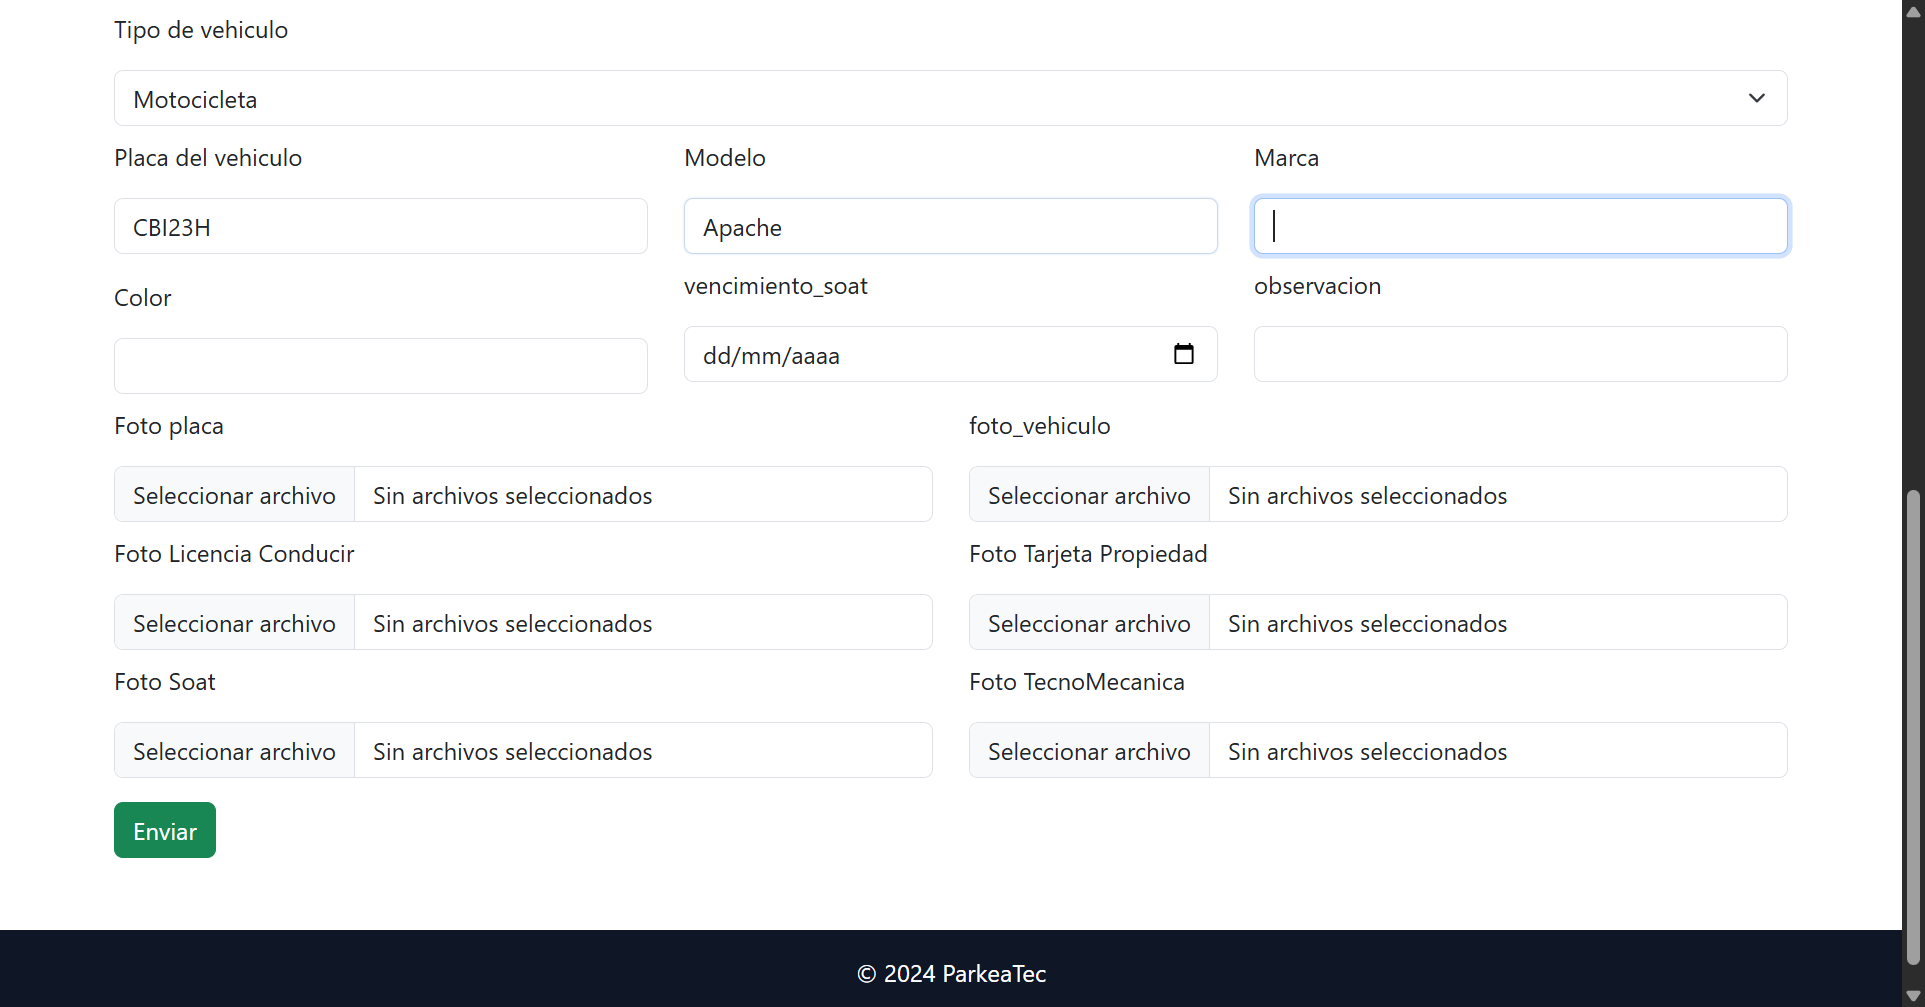 Tipo de vehiculo
Motocicleta
Placa del vehiculo
Modelo
Marca
CBI23H
Apache
Color
vencimiento_soat
observacion
dd/mm/aaaa
Foto placa
foto_vehiculo
Seleccionar archivo Sin archivos seleccionados
Seleccionar archivo Sin archivos seleccionados
Foto Licencia Conducir
Foto Tarjeta Propiedad
Seleccionar archivo Sin archivos seleccionados
Seleccionar archivo Sin archivos seleccionados
Foto Soat
Foto TecnoMecanica
Seleccionar archivo Sin archivos seleccionados
Seleccionar archivo Sin archivos seleccionados
Enviar
© 2024 ParkeaTec